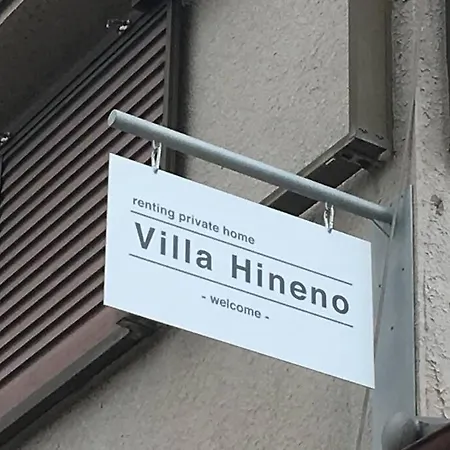 renting private home
Villa Hineno
- welcome -